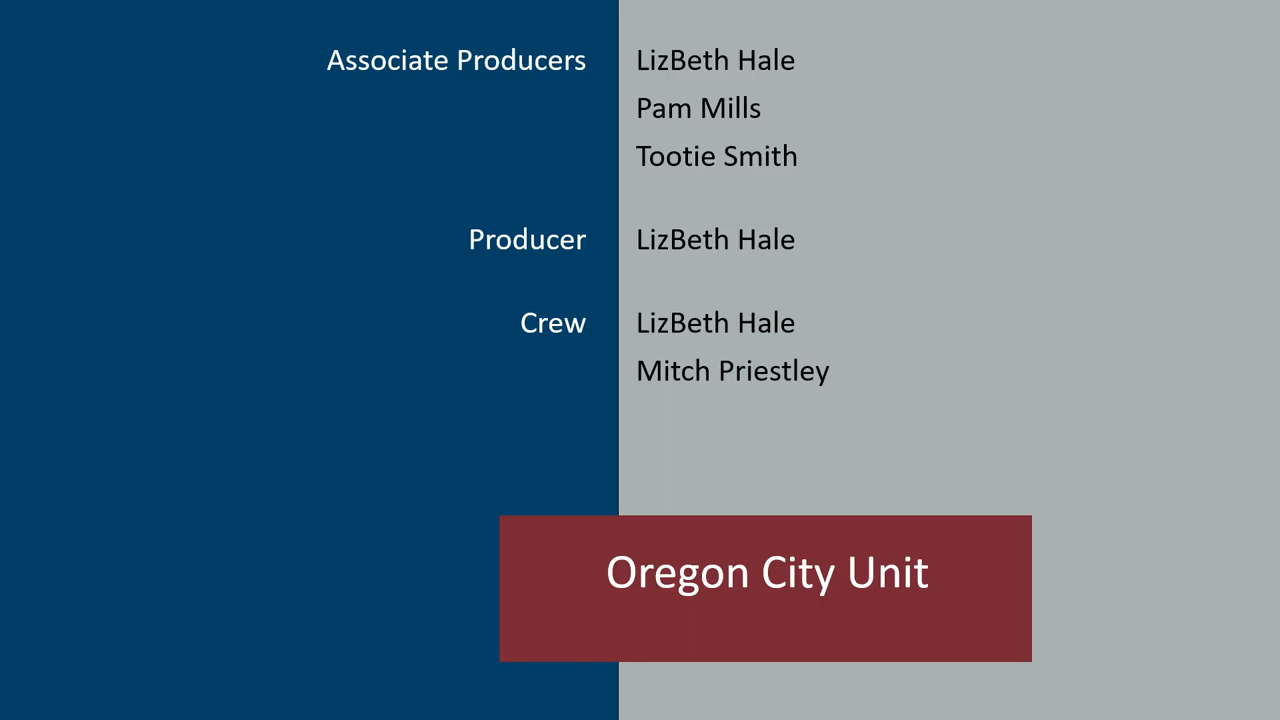 Associate Producers LizBeth Hale
Pam Mills
Tootie Smith
Producer LizBeth Hale
Crew LizBeth Hale
Mitch Priestley
Oregon City Unit